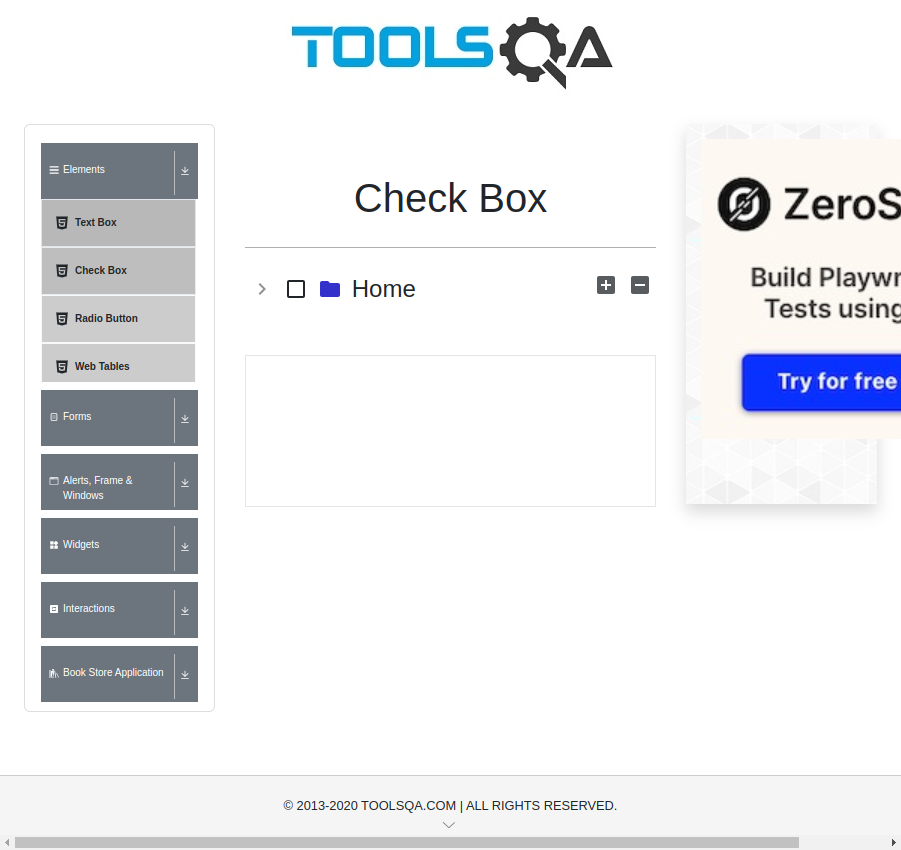 TOOLSQA
Elements
Text Box
Check Box
Radio Button
Web Tables
Forms
Alerts, Frame &
Windows
Widgets
Interactions
Book Store Application
Check Box
Home
ZeroS
Build Playwr
Tests using
Try for free
© 2013-2020 TOOLSQA.COM | ALL RIGHTS RESERVED.